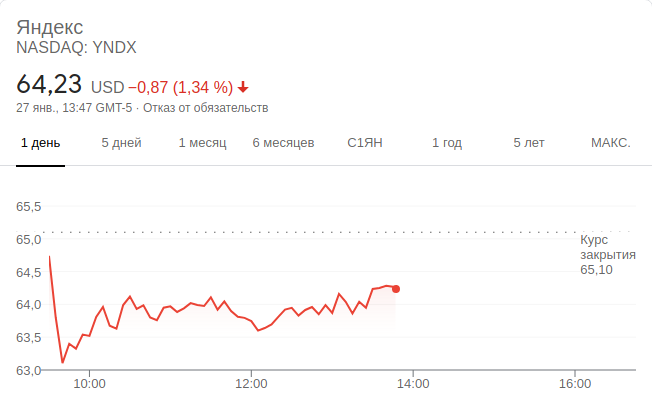 Яндекс
NASDAQ: YNDX
64,23 USD −0,87 (1,34 %)
27 янв., 13:47 GMT-5 · Отказ от обязательств
1 день 5 дней 1 месяц 6 месяцев С1ЯН 1 год 5 лет МАКС.
65,5
65,0
Курс
закрытия
65,10
64,5
64,0
63,5
63,0
10:00 12:00 14:00 16:00